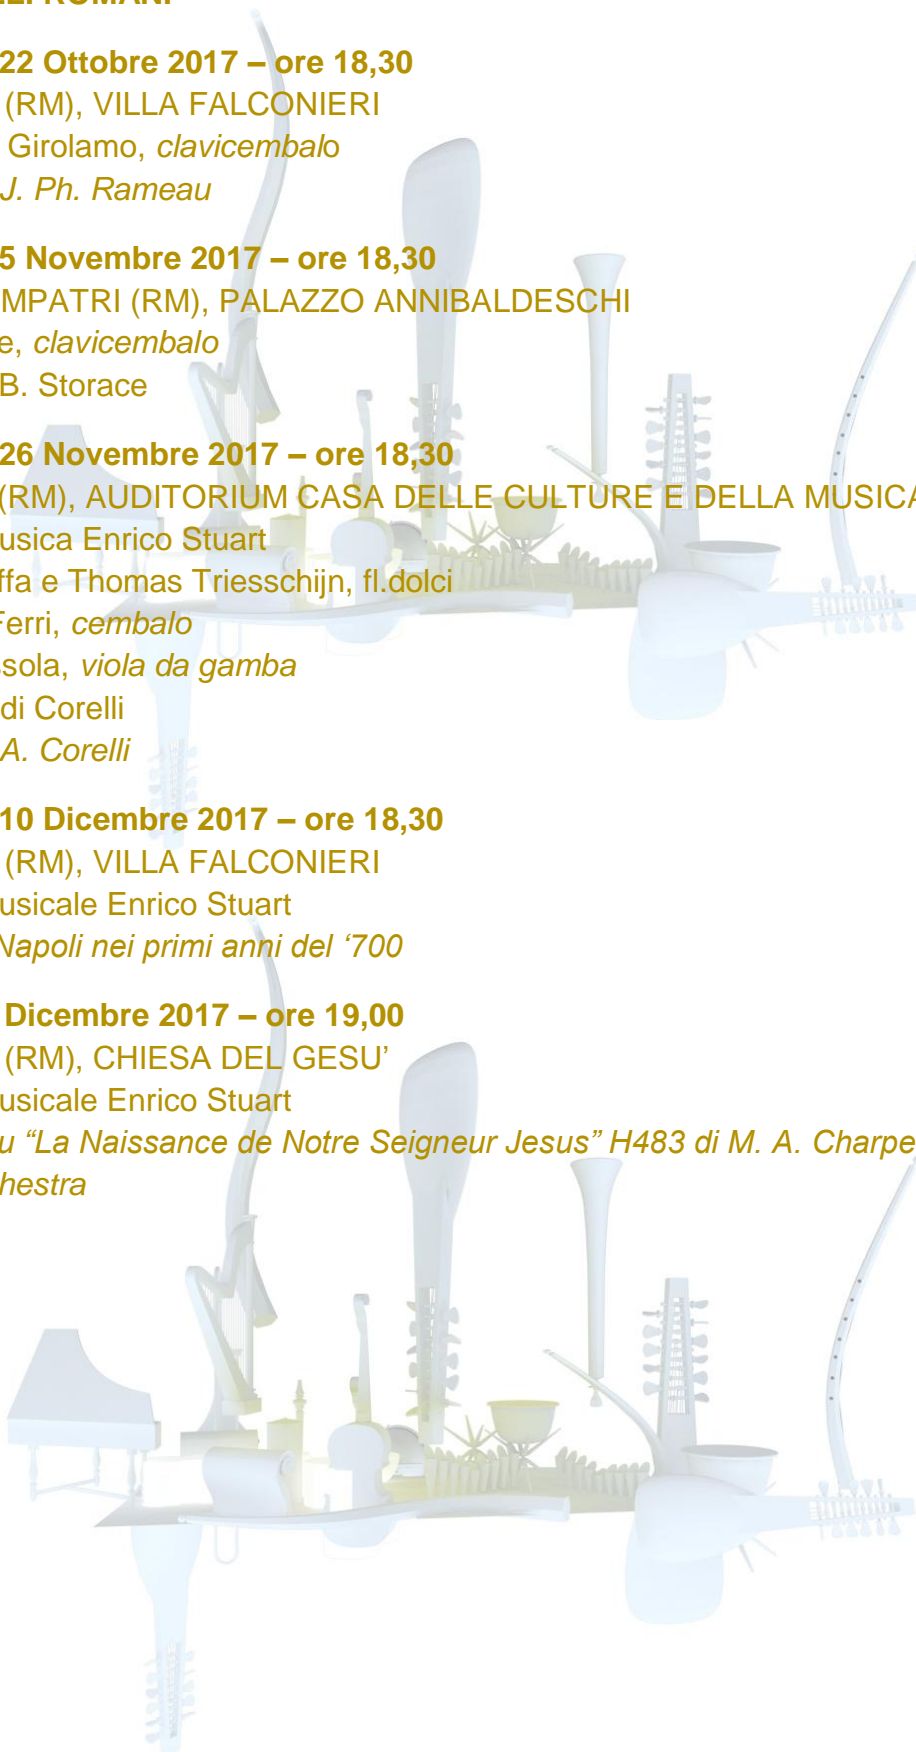 ROMANI
22 Ottobre 2017 – ore 18,30
(RM), VILLA FALCONIERI
Girolamo, clavicembalo
J. Ph. Rameau
5 Novembre 2017 – ore 18,30
MPATRI (RM), PALAZZO ANNIBALDESCHI
e, clavicembalo
B. Storace
26 Novembre 2017 – ore 18,30
(RM), AUDITORIUM CASA DELLE CULTURE E DELLA MUSICA
usica Enrico Stuart
ffa e Thomas Triesschijn, fl.dolci
Ferri, cembalo
ssola, viola da gamba
di Corelli
A. Corelli
10 Dicembre 2017 – ore 18,30
(RM), VILLA FALCONIERI
usicale Enrico Stuart
Napoli nei primi anni del ‘700
Dicembre 2017 – ore 19,00
(RM), CHIESA DEL GESU’
usicale Enrico Stuart
u “La Naissance de Notre Seigneur Jesus” H483 di M. A. Charpe
hestra